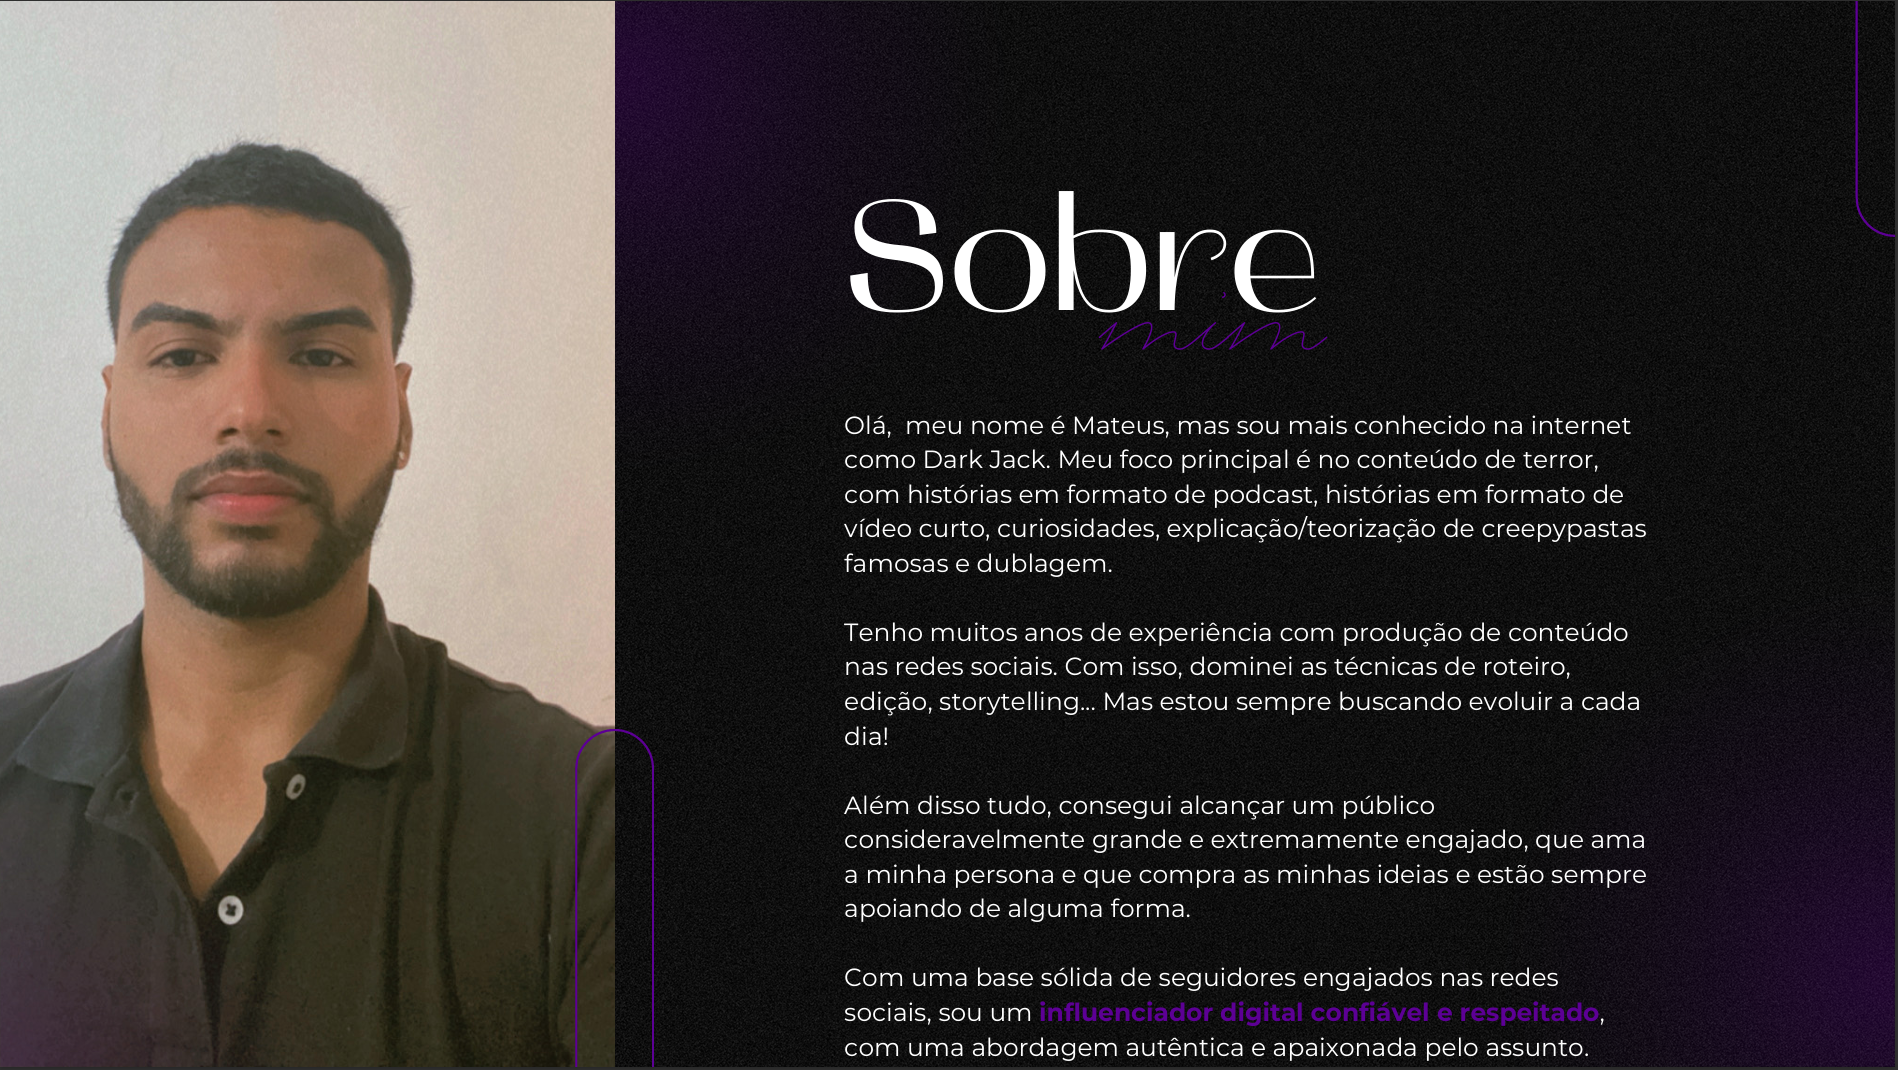 Sobre
mim
Olá,  meu nome é Mateus, mas sou mais conhecido na internet
como Dark Jack. Meu foco principal é no conteúdo de terror,
com histórias em formato de podcast, histórias em formato de
vídeo curto, curiosidades, explicação/teorização de creepypastas
famosas e dublagem.
Tenho muitos anos de experiência com produção de conteúdo
nas redes sociais. Com isso, dominei as técnicas de roteiro,
edição, storytelling... Mas estou sempre buscando evoluir a cada
dia!
Além disso tudo, consegui alcançar um público
consideravelmente grande e extremamente engajado, que ama
a minha persona e que compra as minhas ideias e estão sempre
apoiando de alguma forma.
Com uma base sólida de seguidores engajados nas redes
sociais, sou um influenciador digital confiável e respeitado,
com uma abordagem autêntica e apaixonada pelo assunto.